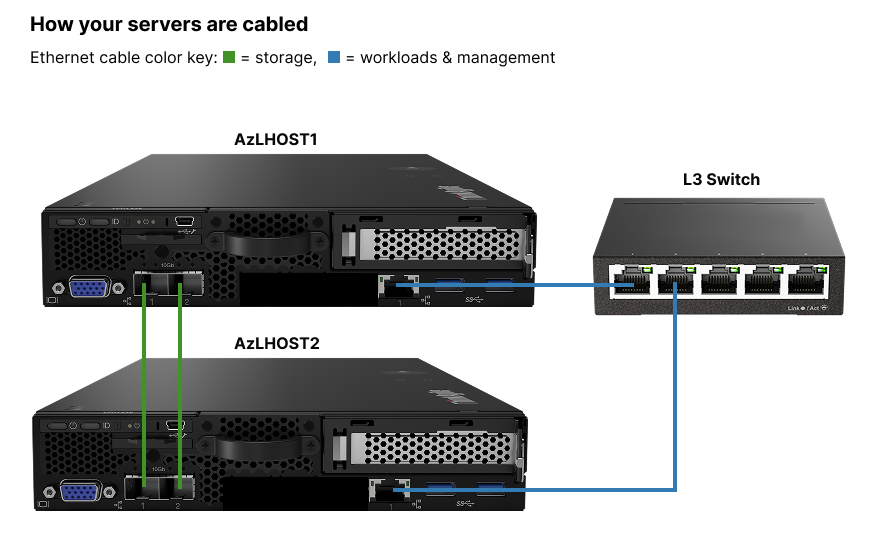 How your servers are cabled
Ethernet cable color key: = storage, = workloads & management
AzLHOST1
L3 Switch
ID
10Gb
1 2
1
SS
Link / Act
AzLHOST2
ID
10Gb
1 2
1
SS